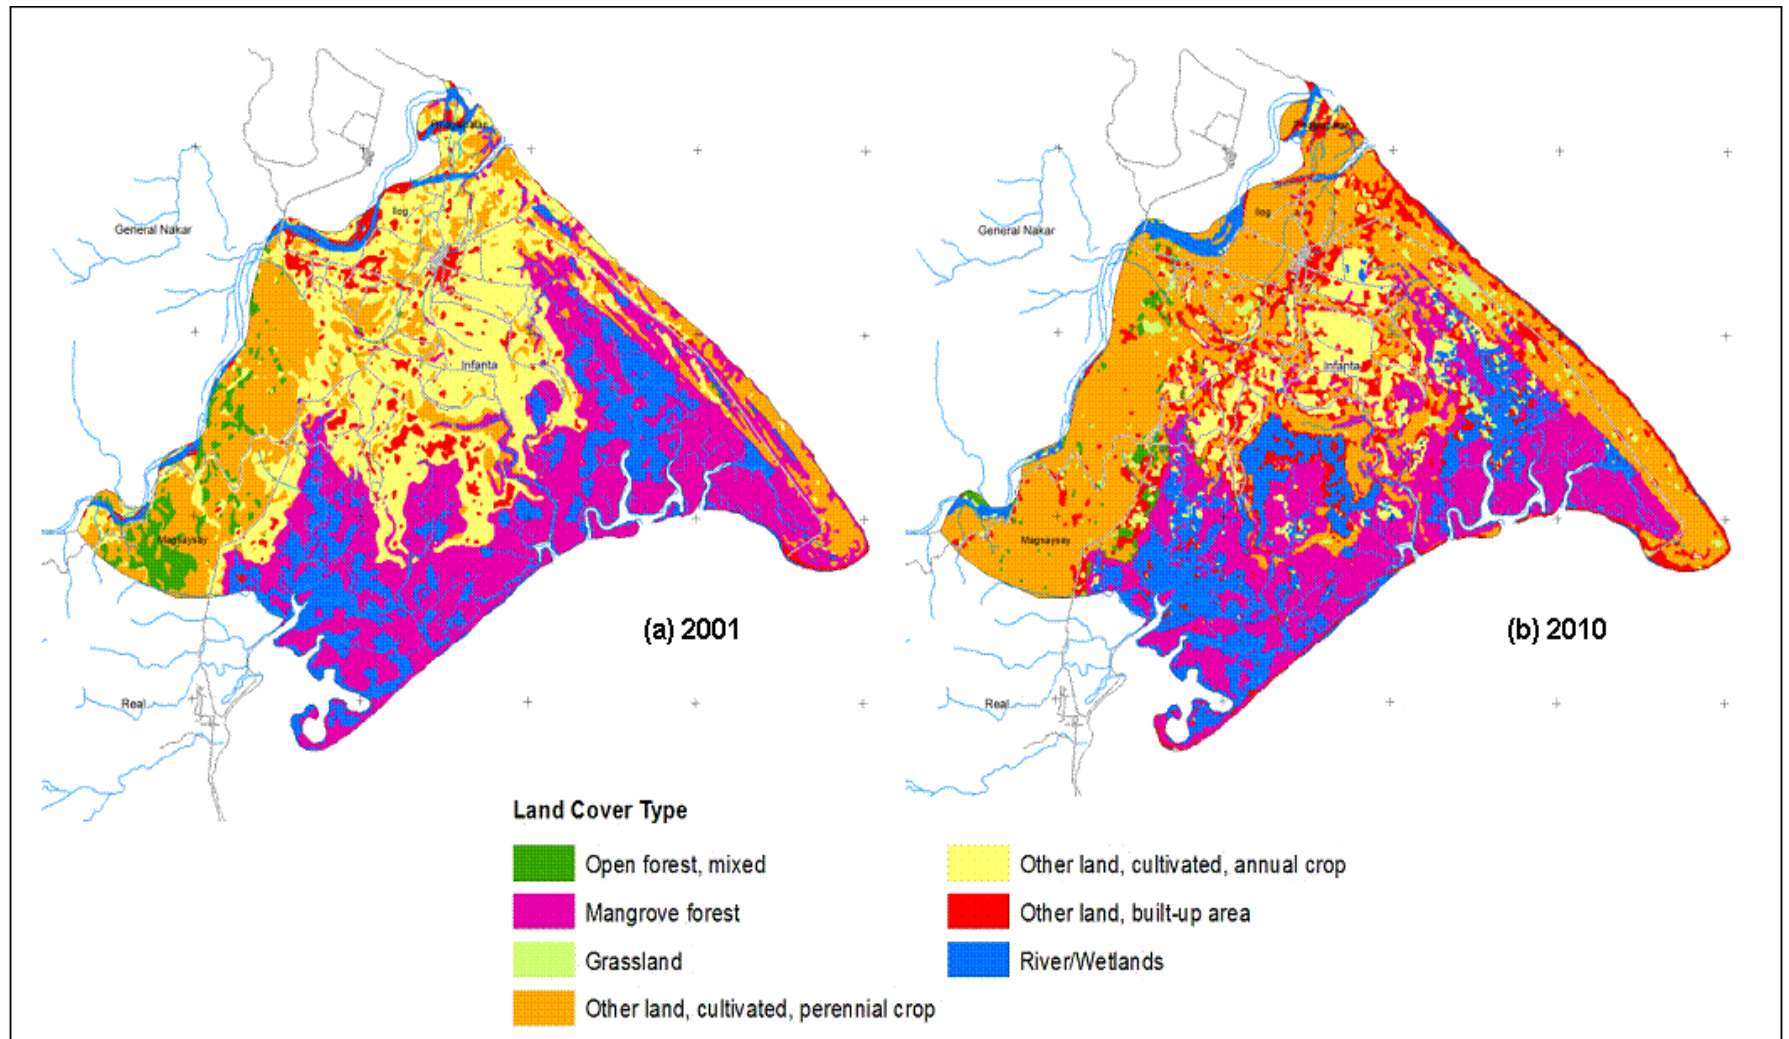 Ilog
General Nakar
Infanta
Magsaysay
Real
(a) 2001
Ilog
General Nakar
Infanta
Magsaysay
Real
(b) 2010
Land Cover Type
Open forest, mixed
Mangrove forest
Grassland
Other land, cultivated, perennial crop
Other land, cultivated, annual crop
Other land, built-up area
River/Wetlands